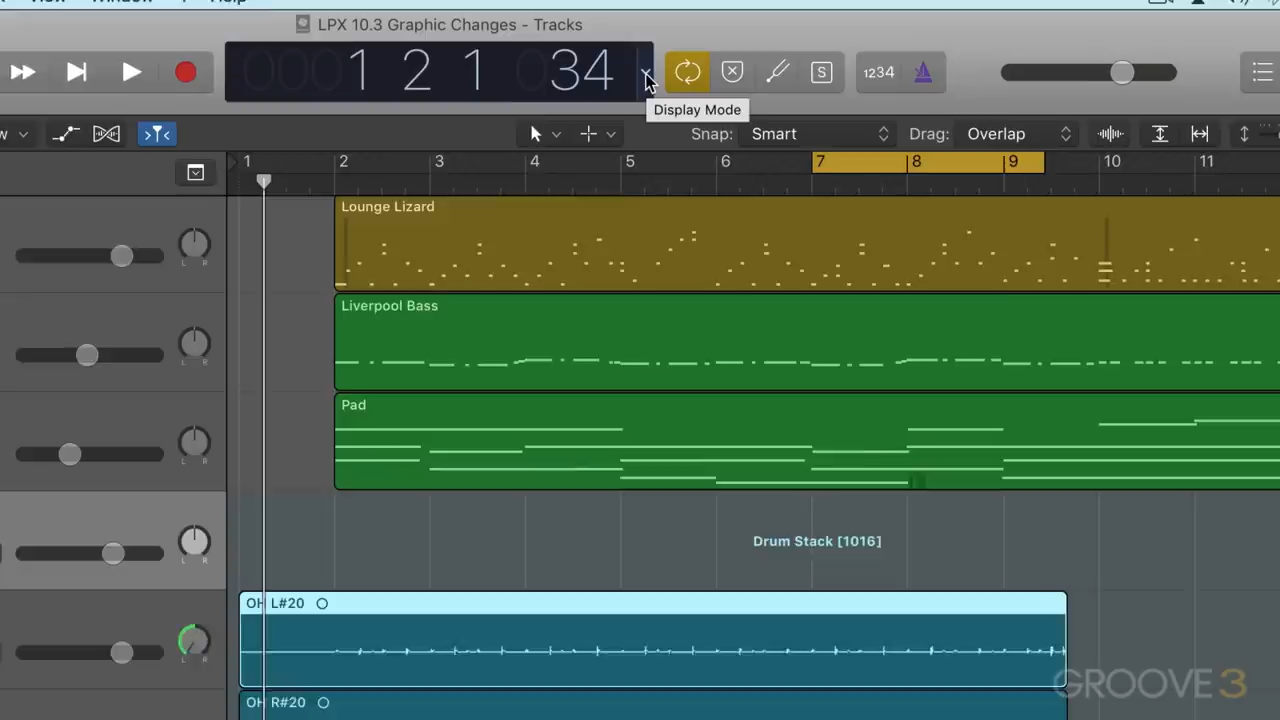 View Window Help
LPX 10.3 Graphic Changes - Tracks
0001 2 1 034
S
1234
Display Mode
w
Snap: Smart
Drag: Overlap
1 2 3 4 5 6 7 8 9 10 11
Lounge Lizard
L R
Liverpool Bass
L R
Pad
L R
Drum Stack [1016]
L R
OH L#20
L R
GROOVE 3
OH R#20